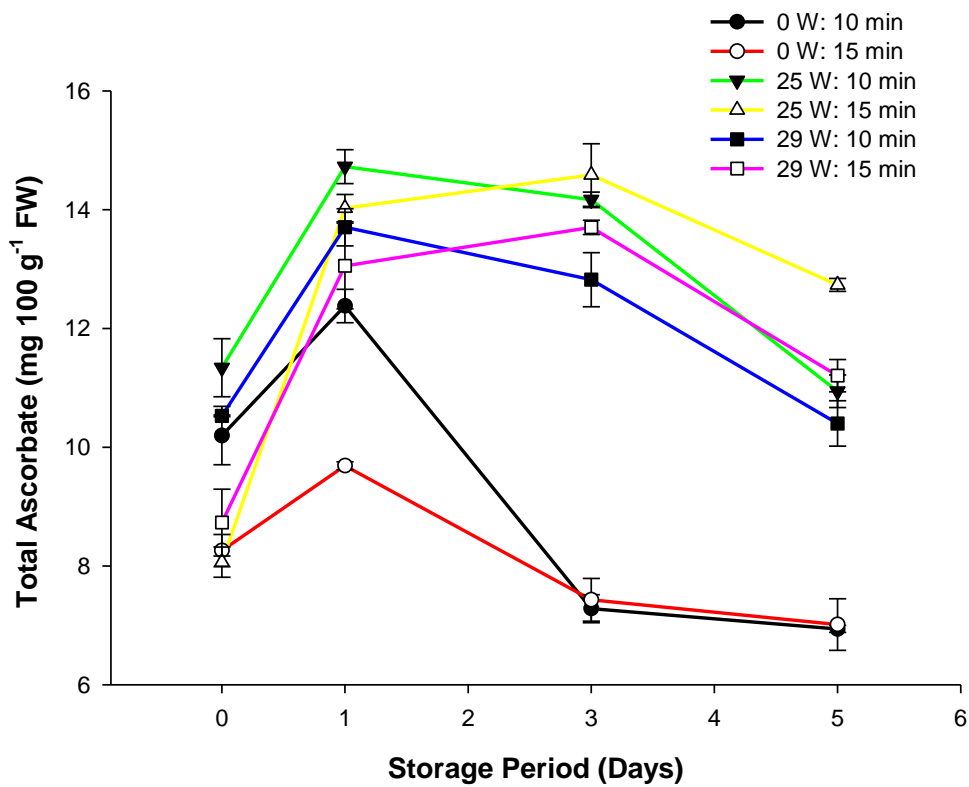 0 W: 10 min
0 W: 15 min
25 W: 10 min
25 W: 15 min
29 W: 10 min
29 W: 15 min
16
14
12
10
8
6
Total Ascorbate (mg 100 g⁻¹ FW)
0 1 2 3 4 5 6
Storage Period (Days)